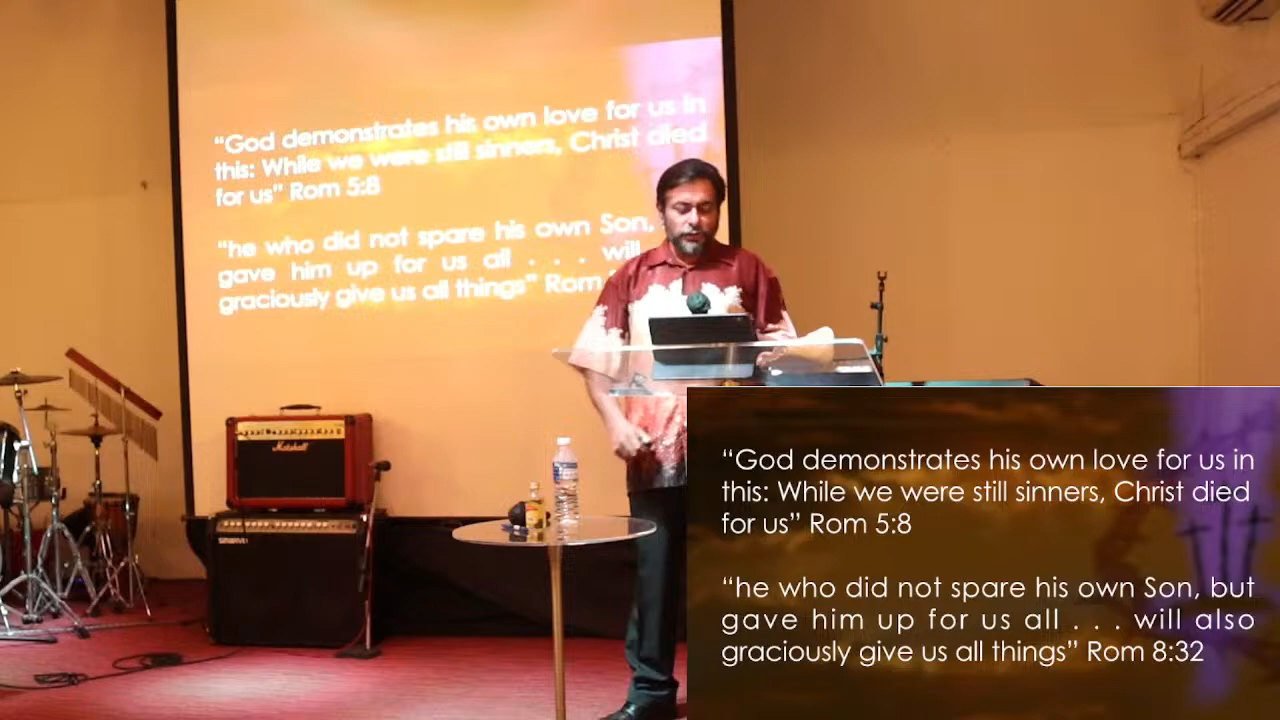 “God demonstrates his own love for us in
this: While we were still sinners, Christ died
for us” Rom 5:8
“he who did not spare his own Son,
gave him up for us all . . . will
graciously give us all things” Rom
Marshall
“God demonstrates his own love for us in
this: While we were still sinners, Christ died
for us” Rom 5:8
“he who did not spare his own Son, but
gave him up for us all . . . will also
graciously give us all things” Rom 8:32